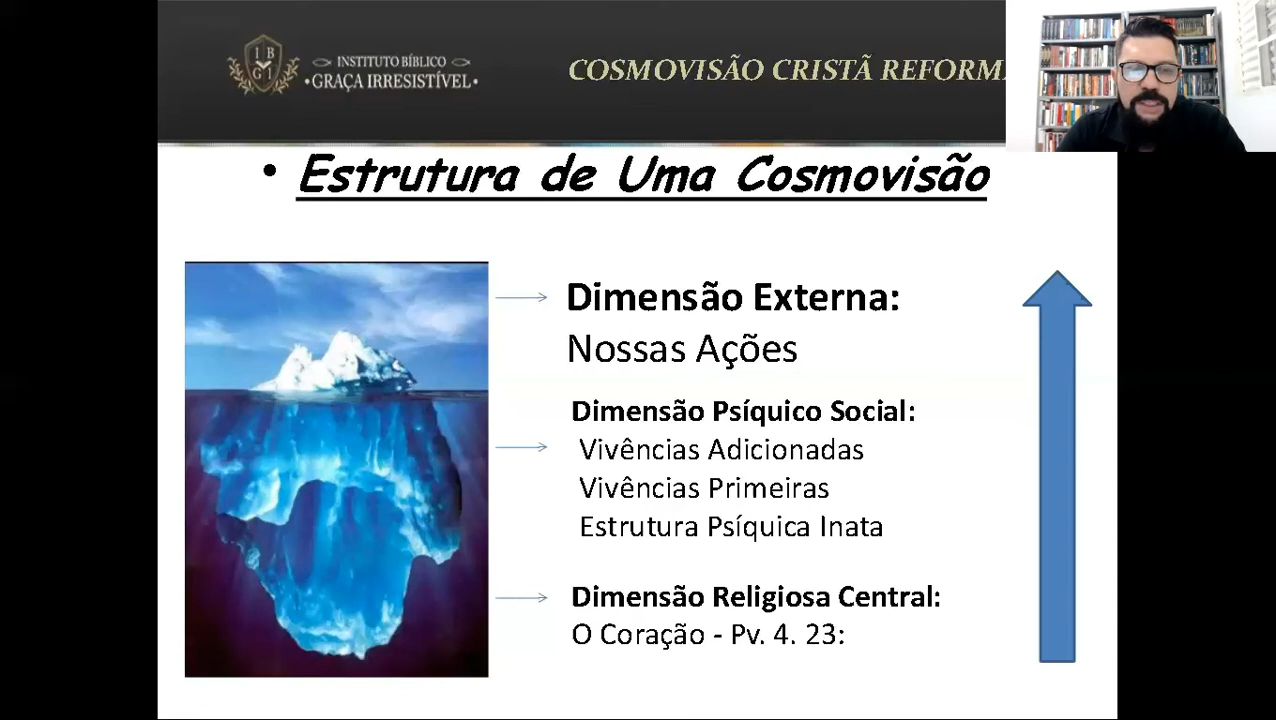 INSTITUTO BÍBLICO
GRAÇA IRRESISTÍVEL
I B
G I
COSMOVISÃO CRISTÃ REFORM
• Estrutura de Uma Cosmovisão
Dimensão Externa:
Nossas Ações
Dimensão Psíquico Social:
Vivências Adicionadas
Vivências Primeiras
Estrutura Psíquica Inata
Dimensão Religiosa Central:
O Coração - Pv. 4. 23: